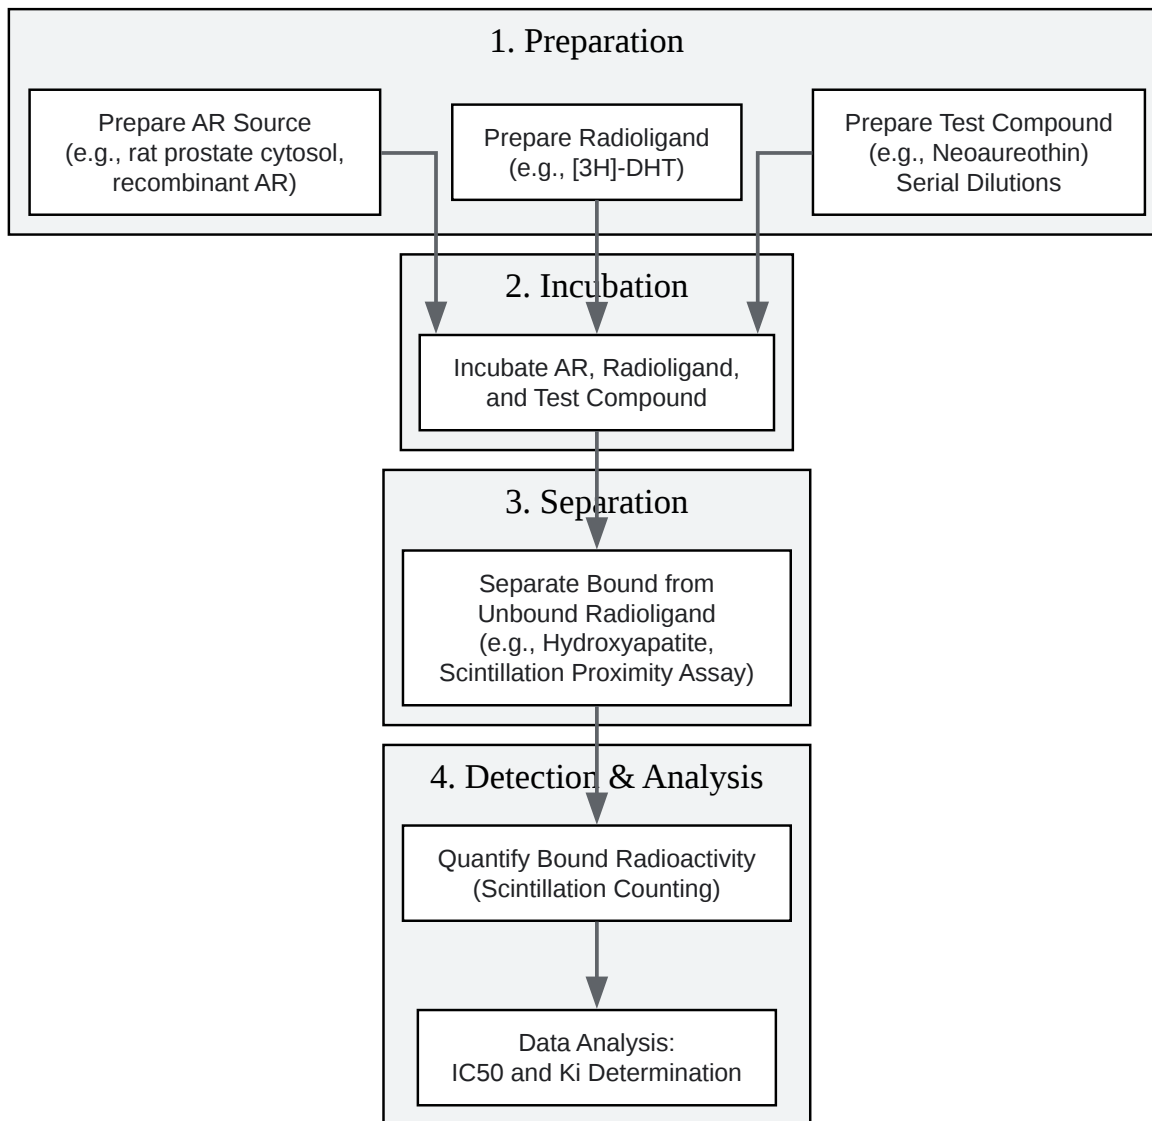 1. Preparation
Prepare AR Source
(e.g., rat prostate cytosol,
recombinant AR)
Prepare Radioligand
(e.g., [3H]-DHT)
Prepare Test Compound
(e.g., Neoaureothin)
Serial Dilutions
2. Incubation
Incubate AR, Radioligand,
and Test Compound
3. Separation
Separate Bound from
Unbound Radioligand
(e.g., Hydroxyapatite,
Scintillation Proximity Assay)
4. Detection & Analysis
Quantify Bound Radioactivity
(Scintillation Counting)
Data Analysis:
IC50 and Ki Determination